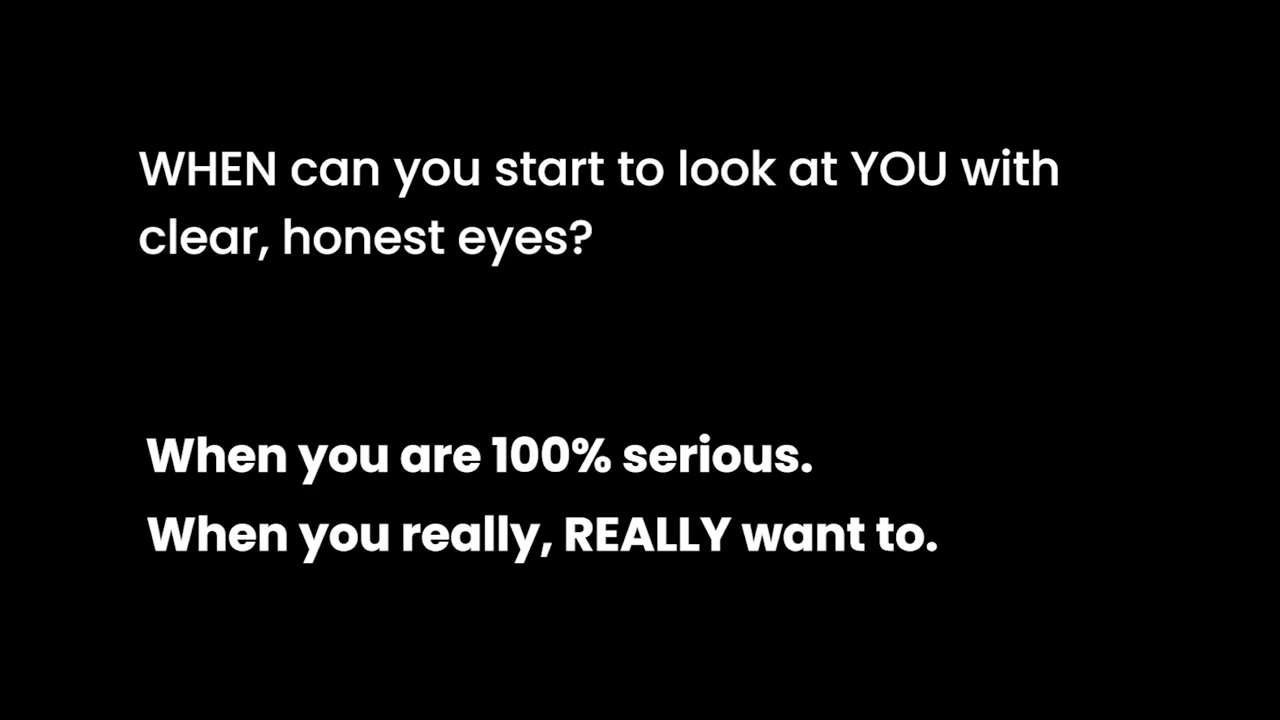 WHEN can you start to look at YOU with
clear, honest eyes?
When you are 100% serious.
When you really, REALLY want to.